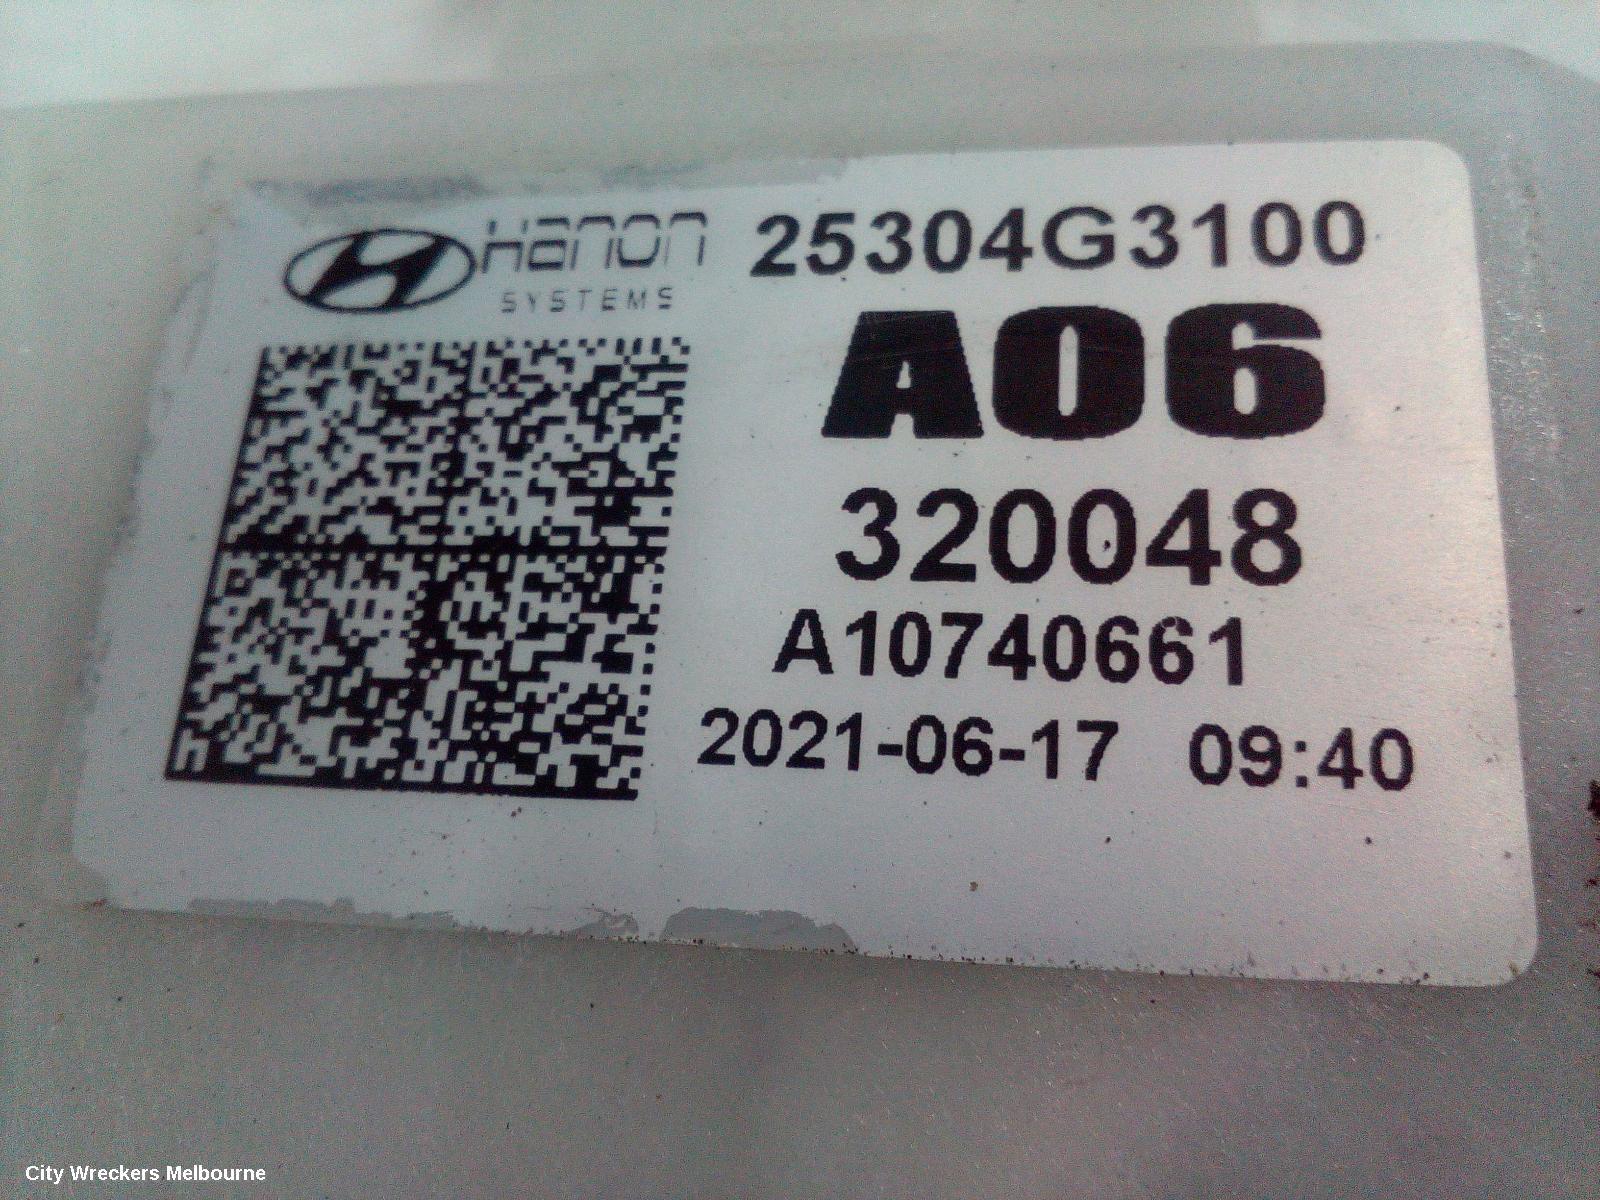 Hanon
SYSTEMS
25304G3100
A06
320048
A10740661
2021-06-17 09:40
City Wreckers Melbourne